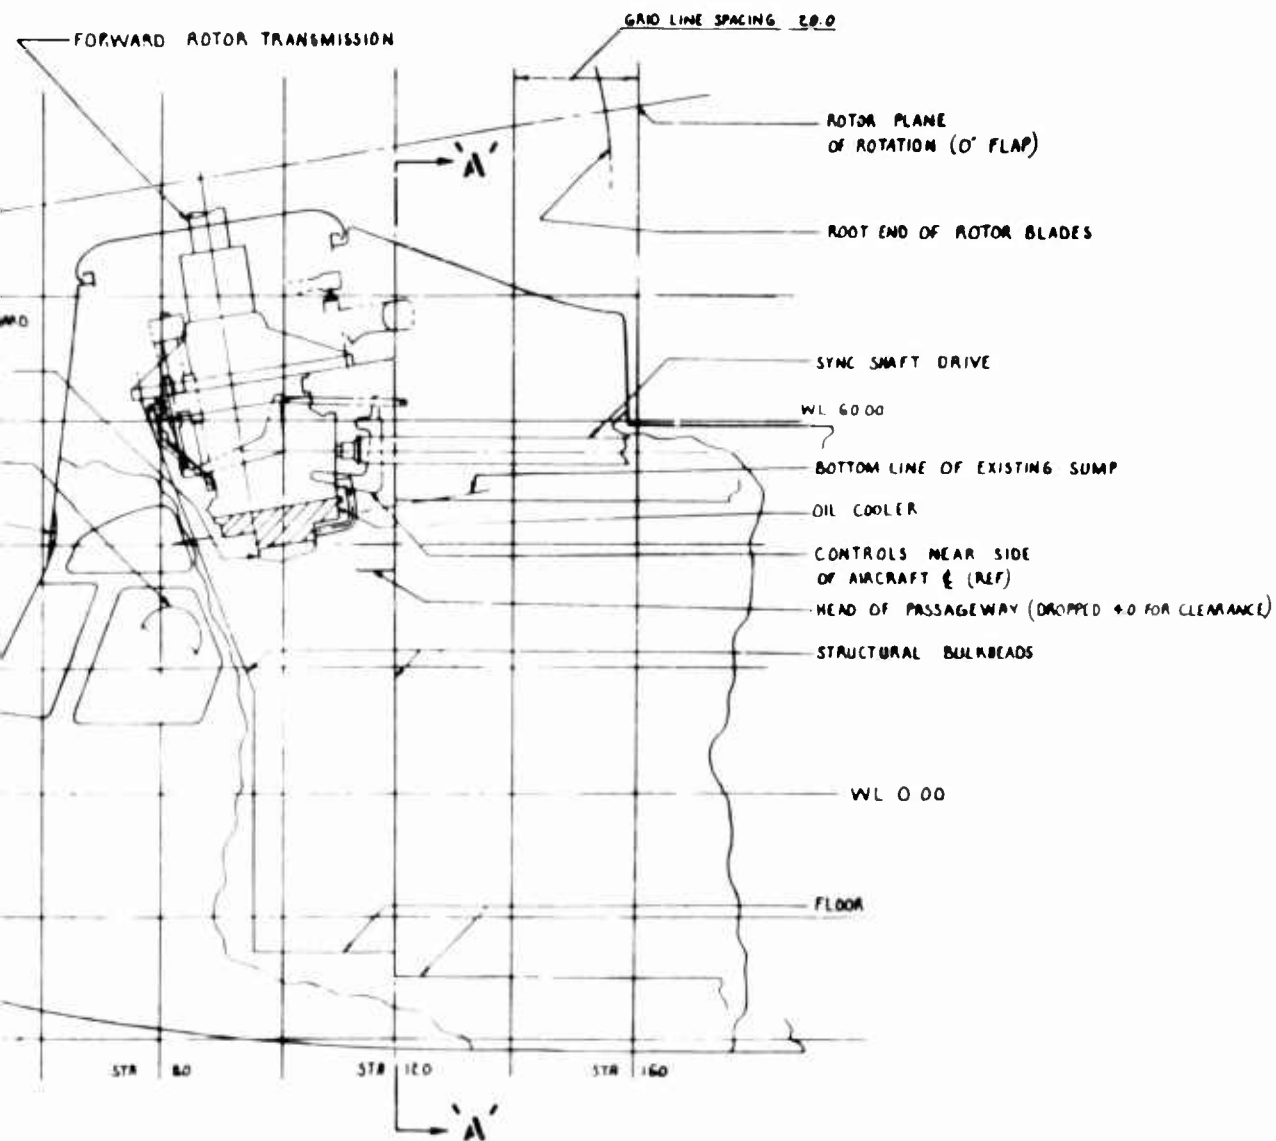 GRID LINE SPACING 20.0
FORWARD ROTOR TRANSMISSION
ROTOR PLANE
OF ROTATION (0° FLAP)
'A'
ROOT END OF ROTOR BLADES
SYNC SHAFT DRIVE
WL 60 00
BOTTOM LINE OF EXISTING SUMP
OIL COOLER
CONTROLS NEAR SIDE
OF AIRCRAFT ℄ (REF)
HEAD OF PASSAGEWAY (DROPPED 4.0 FOR CLEARANCE)
STRUCTURAL BULKHEADS
WL 0 00
FLOOR
STA 80
STA 120
STA 160
'A'